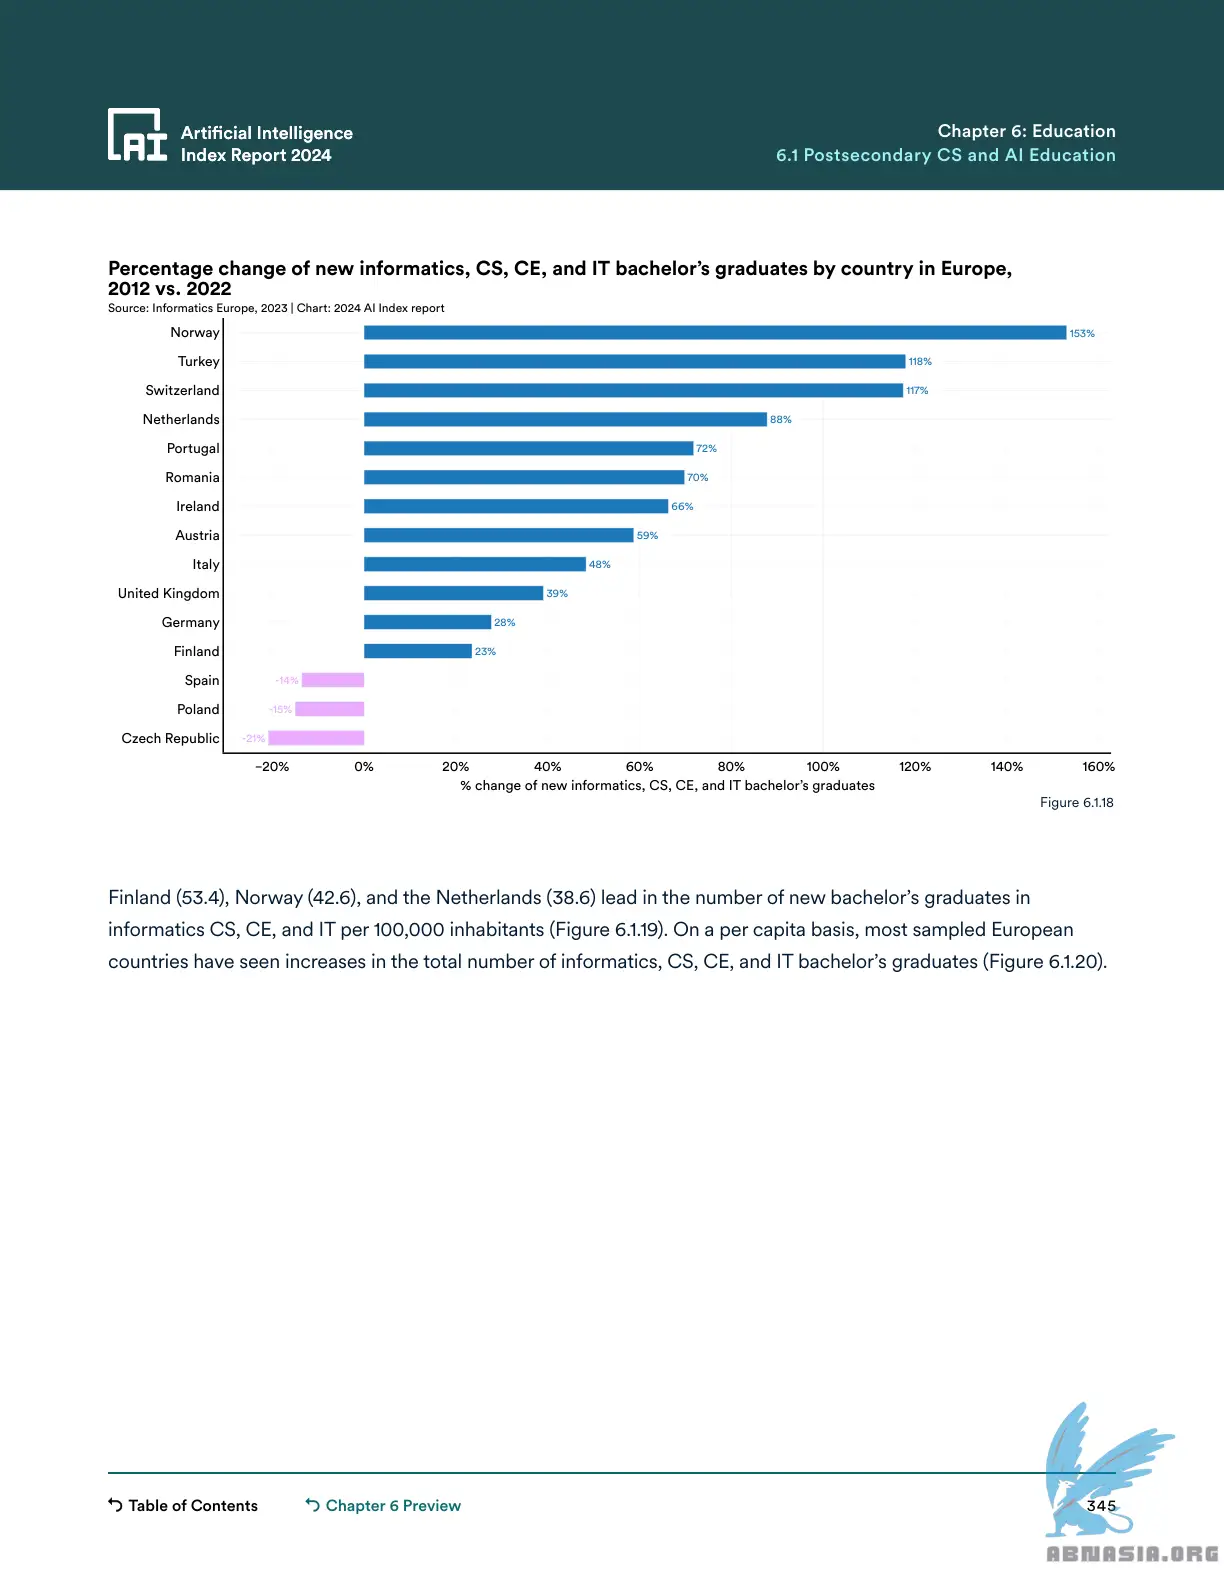 Artificial Intelligence
Index Report 2024
Chapter 6: Education
6.1 Postsecondary CS and AI Education
Percentage change of new informatics, CS, CE, and IT bachelor’s graduates by country in Europe,
2012 vs. 2022
Source: Informatics Europe, 2023 | Chart: 2024 AI Index report
Norway 153%
Turkey 118%
Switzerland 117%
Netherlands 88%
Portugal 72%
Romania 70%
Ireland 66%
Austria 59%
Italy 48%
United Kingdom 39%
Germany 28%
Finland 23%
Spain -14%
Poland -15%
Czech Republic -21%
−20% 0% 20% 40% 60% 80% 100% 120% 140% 160%
% change of new informatics, CS, CE, and IT bachelor’s graduates
Figure 6.1.18
Finland (53.4), Norway (42.6), and the Netherlands (38.6) lead in the number of new bachelor’s graduates in
informatics CS, CE, and IT per 100,000 inhabitants (Figure 6.1.19). On a per capita basis, most sampled European
countries have seen increases in the total number of informatics, CS, CE, and IT bachelor’s graduates (Figure 6.1.20).
Table of Contents
Chapter 6 Preview
345
ABNASIA.ORG